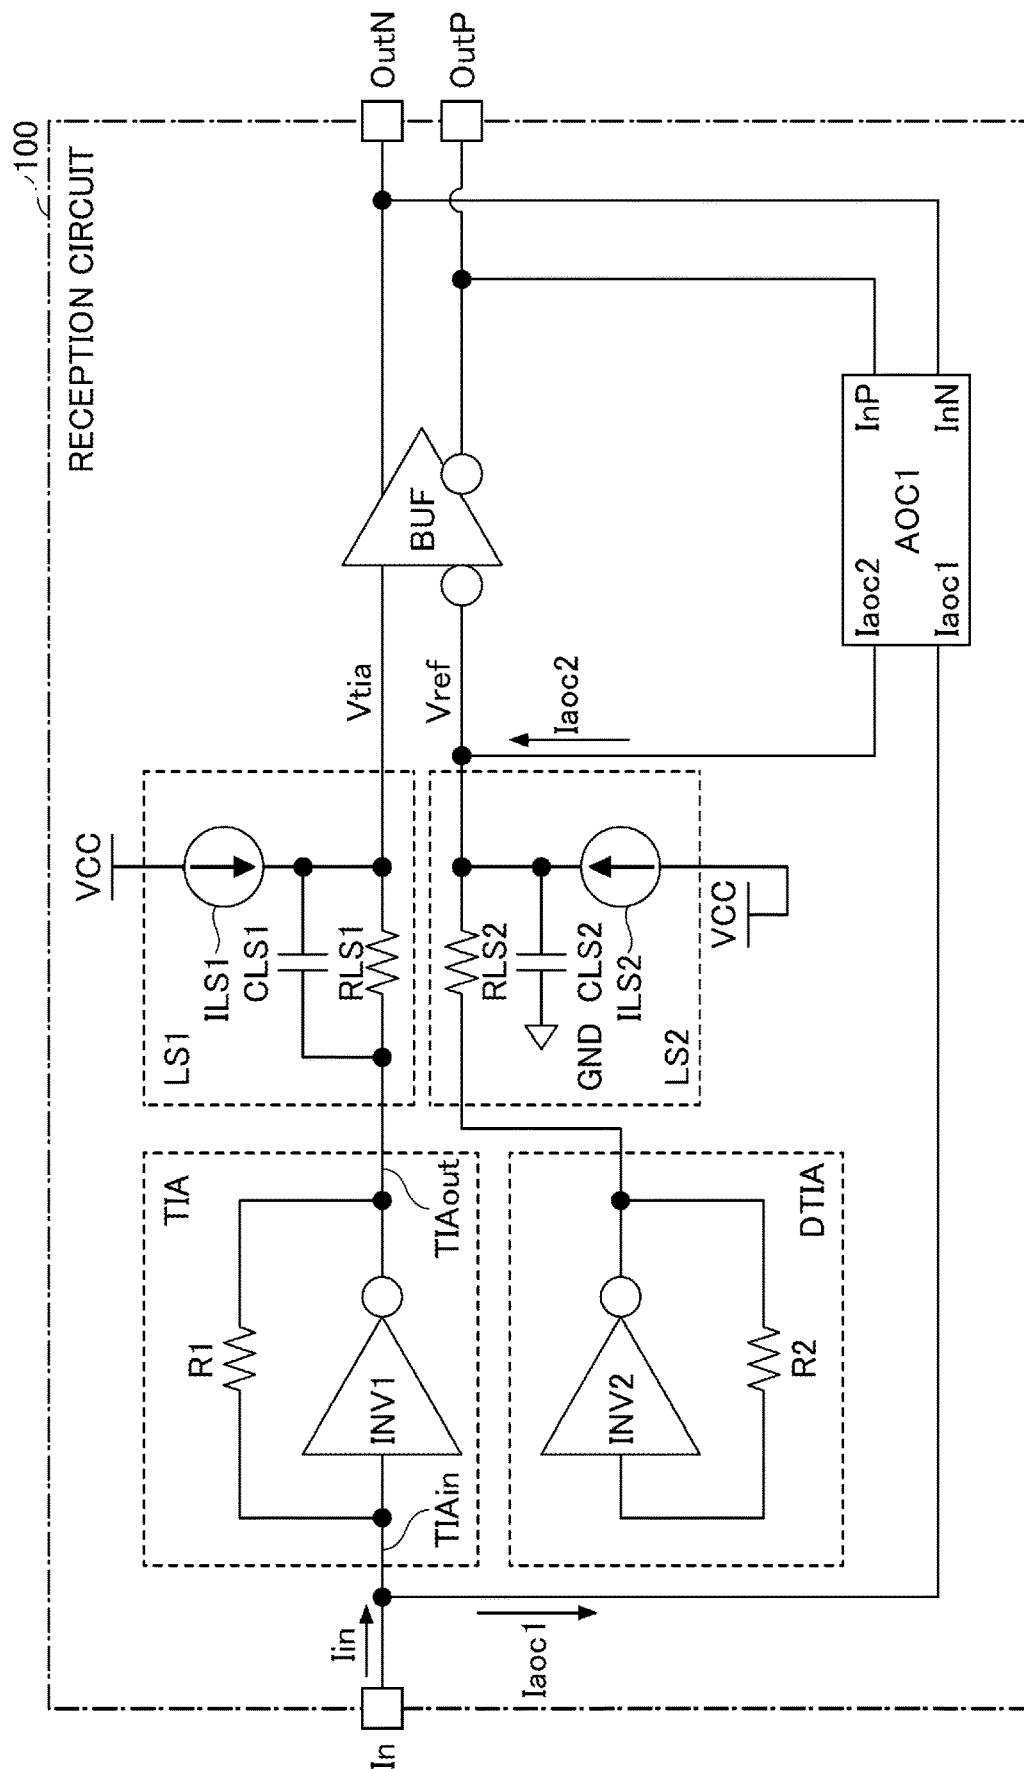 100
RECEPTION CIRCUIT
VCC
ILS1
CLS1
RLS1
LS1
TIA
R1
INV1
TIAin
TIAout
In
Iin
Iaoc1
Vtia
Vref
BUF
OutN
OutP
RLS2
CLS2
GND
ILS2
LS2
VCC
Iaoc2
DTIA
INV2
R2
Iaoc2
InP
AOC1
Iaoc1
InN